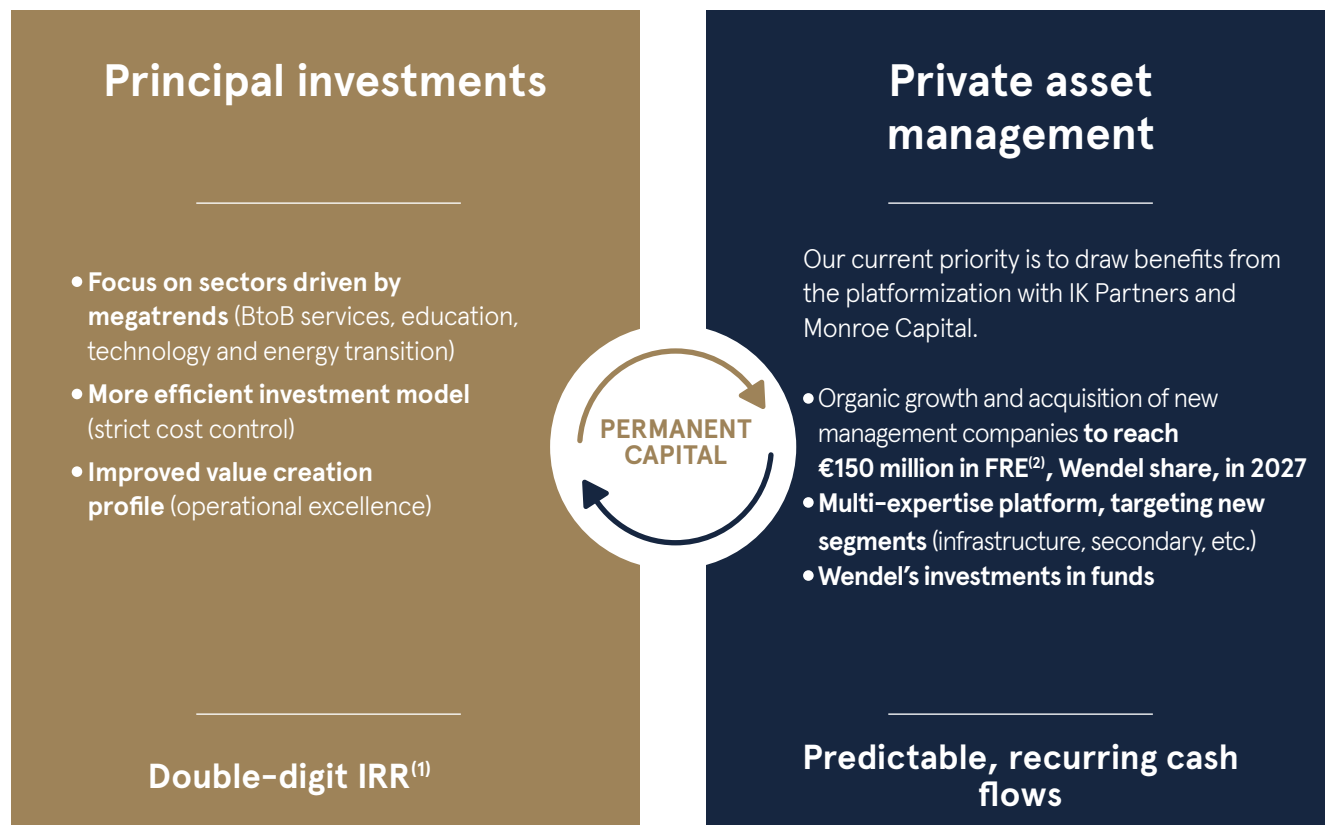 Principal investments
• Focus on sectors driven by
megatrends (BtoB services, education,
technology and energy transition)
• More efficient investment model
(strict cost control)
• Improved value creation
profile (operational excellence)
Double-digit IRR(1)
PERMANENT
CAPITAL
Private asset
management
Our current priority is to draw benefits from
the platformization with IK Partners and
Monroe Capital.
• Organic growth and acquisition of new
management companies to reach
€150 million in FRE(2), Wendel share, in 2027
• Multi-expertise platform, targeting new
segments (infrastructure, secondary, etc.)
• Wendel’s investments in funds
Predictable, recurring cash
flows